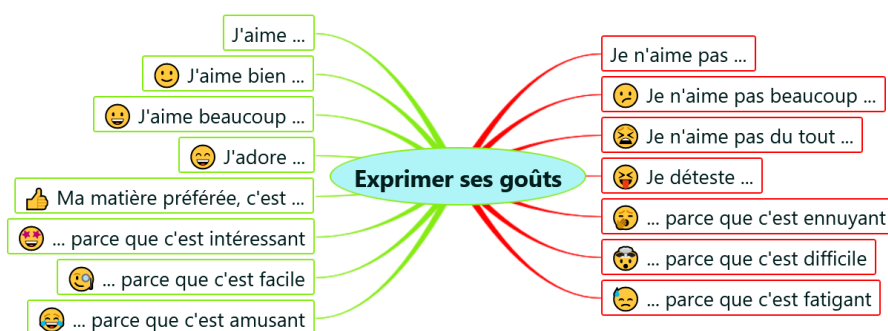 Exprimer ses goûts
J'aime ...
J'aime bien ...
J'aime beaucoup ...
J'adore ...
Ma matière préférée, c'est ...
... parce que c'est intéressant
... parce que c'est facile
... parce que c'est amusant
Je n'aime pas ...
Je n'aime pas beaucoup ...
Je n'aime pas du tout ...
Je déteste ...
... parce que c'est ennuyant
... parce que c'est difficile
... parce que c'est fatigant